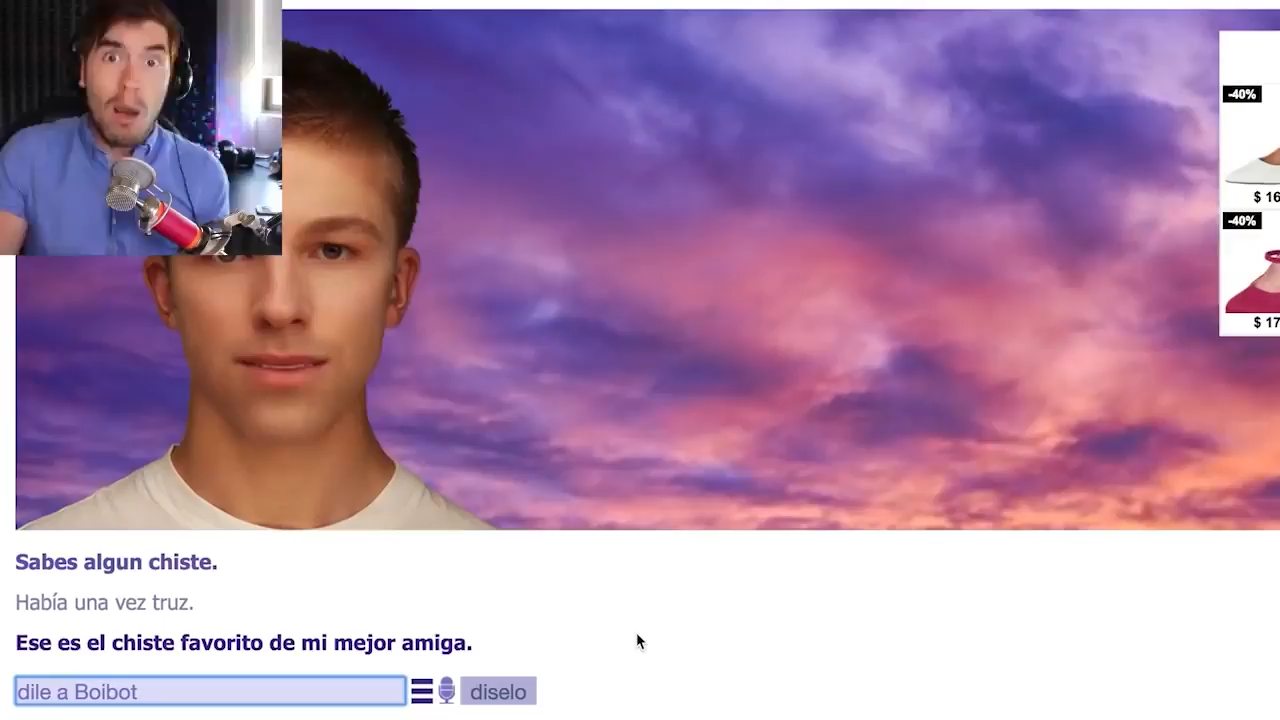 -40%
$ 16
-40%
$ 17
Sabes algun chiste.
Había una vez truz.
Ese es el chiste favorito de mi mejor amiga.
dile a Boibot
diselo